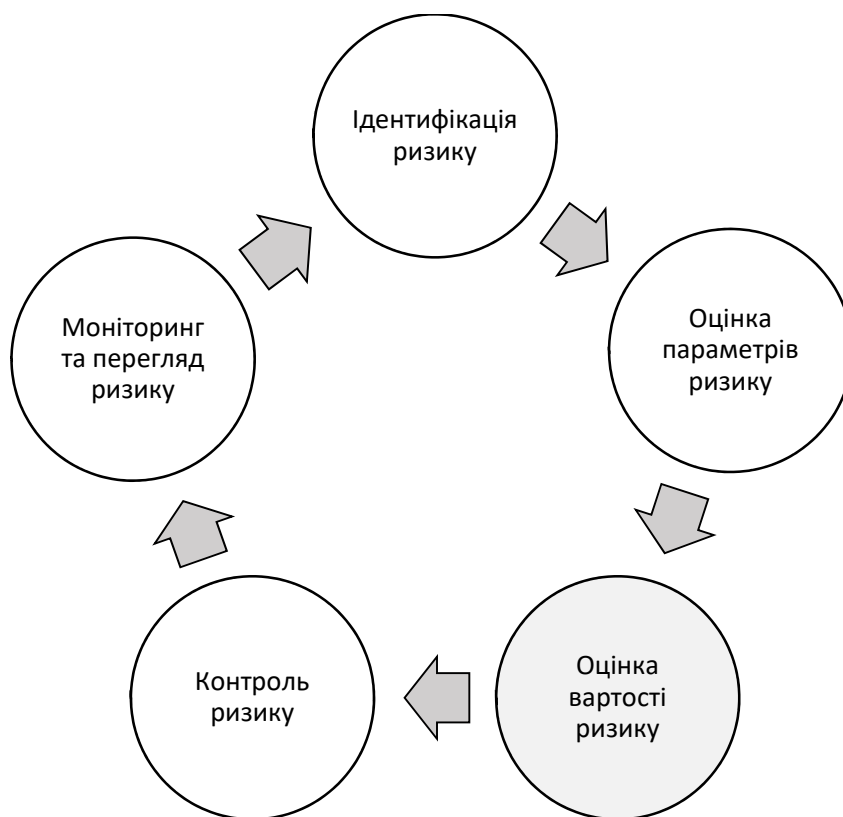 Ідентифікація
ризику
Оцінка
параметрів
ризику
Оцінка
вартості
ризику
Контроль
ризику
Моніторинг
та перегляд
ризику